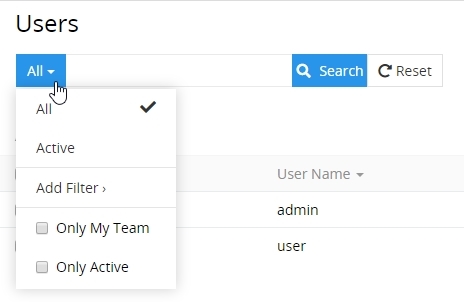 Users
All Search Reset
All
Active
Add Filter ›
User Name
Only My Team
admin
Only Active
user